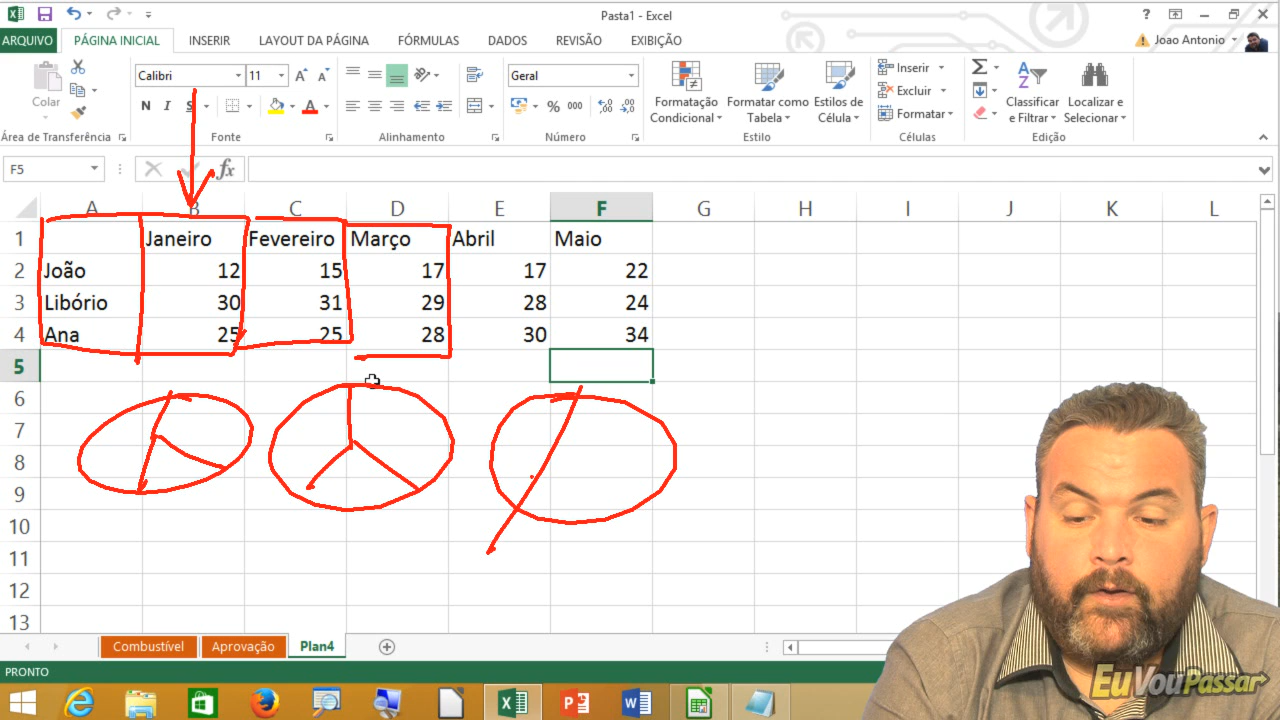 Pasta1 - Excel
?
ARQUIVO PÁGINA INICIAL INSERIR LAYOUT DA PÁGINA FÓRMULAS DADOS REVISÃO EXIBIÇÃO Joao Antonio
Colar
Calibri 11
N I S A
Geral
% 000
Formatação Condicional
Formatar como Tabela
Estilos de Célula
Inserir
Excluir
Formatar
Classificar e Filtrar
Localizar e Selecionar
Área de Transferência Fonte Alinhamento Número Estilo Células Edição
F5 fx
A B C D E F G H I J K L
1 Janeiro Fevereiro Março Abril Maio
2 João 12 15 17 17 22
3 Libório 30 31 29 28 24
4 Ana 25 25 28 30 34
5
6
7
8
9
10
11
12
13
Combustível Aprovação Plan4
PRONTO
EuVouPassar